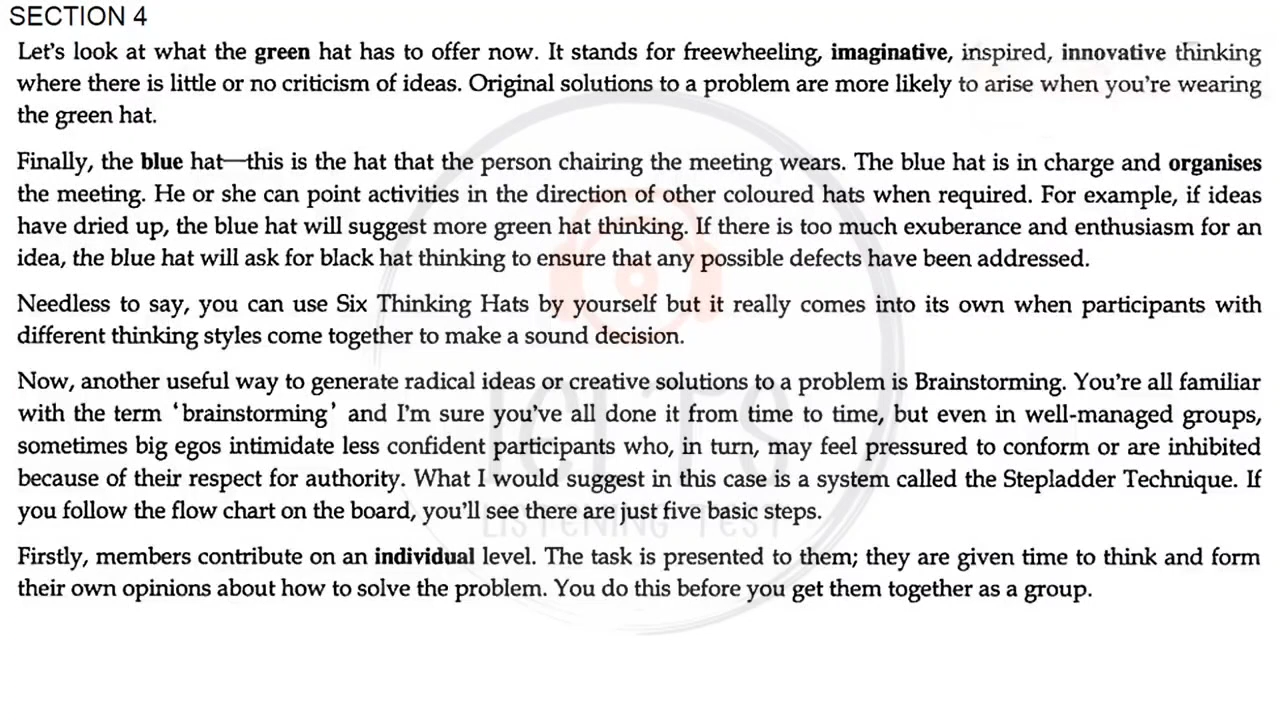 SECTION 4
Let's look at what the green hat has to offer now. It stands for freewheeling, imaginative, inspired, innovative thinking
where there is little or no criticism of ideas. Original solutions to a problem are more likely to arise when you're wearing
the green hat.
Finally, the blue hat—this is the hat that the person chairing the meeting wears. The blue hat is in charge and organises
the meeting. He or she can point activities in the direction of other coloured hats when required. For example, if ideas
have dried up, the blue hat will suggest more green hat thinking. If there is too much exuberance and enthusiasm for an
idea, the blue hat will ask for black hat thinking to ensure that any possible defects have been addressed.
Needless to say, you can use Six Thinking Hats by yourself but it really comes into its own when participants with
different thinking styles come together to make a sound decision.
Now, another useful way to generate radical ideas or creative solutions to a problem is Brainstorming. You're all familiar
with the term 'brainstorming' and I'm sure you've all done it from time to time, but even in well-managed groups,
sometimes big egos intimidate less confident participants who, in turn, may feel pressured to conform or are inhibited
because of their respect for authority. What I would suggest in this case is a system called the Stepladder Technique. If
you follow the flow chart on the board, you'll see there are just five basic steps.
Firstly, members contribute on an individual level. The task is presented to them; they are given time to think and form
their own opinions about how to solve the problem. You do this before you get them together as a group.
IELTS
LISTENING TEST